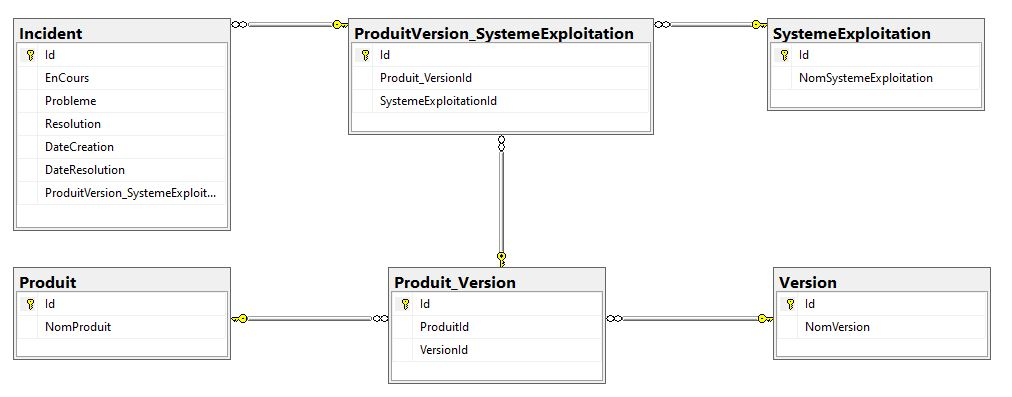 Incident
Id
EnCours
Probleme
Resolution
DateCreation
DateResolution
ProduitVersion_SystemeExploit...
ProduitVersion_SystemeExploitation
Id
Produit_VersionId
SystemeExploitationId
SystemeExploitation
Id
NomSystemeExploitation
Produit
Id
NomProduit
Produit_Version
Id
ProduitId
VersionId
Version
Id
NomVersion